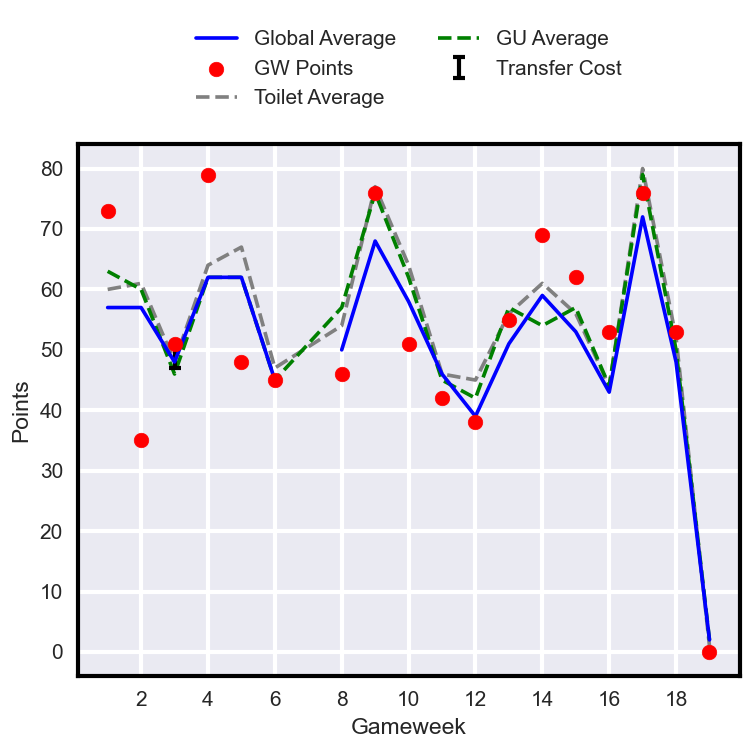 Global Average
GW Points
Toilet Average
GU Average
Transfer Cost
80
70
60
50
40
30
20
10
0
Points
2 4 6 8 10 12 14 16 18
Gameweek